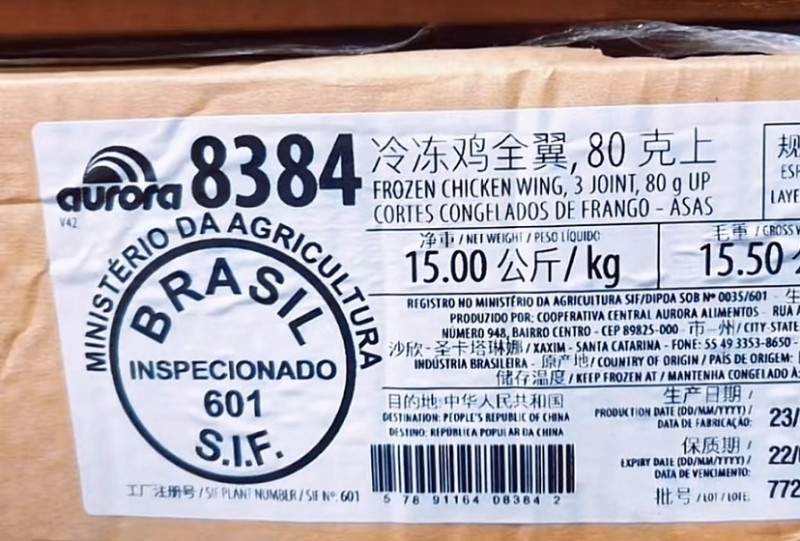 aurora
V42
8384
冷冻鸡全翼, 80 克上
FROZEN CHICKEN WING, 3 JOINT, 80 g UP
CORTES CONGELADOS DE FRANGO - ASAS
规
ESP
LAYE
净重 / NET WEIGHT / PESO LÍQUIDO
15.00 公斤/ kg
毛重 / GROSS W
15.50
MINISTÉRIO DA AGRICULTURA
BRASIL
INSPECIONADO
601
S.I.F.
工厂注册号 / SIF PLANT NUMBER / SIF Nº: 601
REGISTRO NO MINISTÉRIO DA AGRICULTURA SIF/DIPOA SOB Nº 0035/601 - 生
PRODUZIDO POR: COOPERATIVA CENTRAL AURORA ALIMENTOS - RUA
NÚMERO 948, BAIRRO CENTRO - CEP 89825-000 - 市 - 州/ CITY-STATE
沙欣 - 圣卡塔琳娜 / XAXIM - SANTA CATARINA - FONE: 55 49 3353-8650 -
INDÚSTRIA BRASILEIRA - 原产地/ COUNTRY OF ORIGIN / PAÍS DE ORIGEM:
储存温度 / KEEP FROZEN AT / MANTENHA CONGELADO À
目的地:中华人民共和国
DESTINATION: PEOPLE'S REPUBLIC OF CHINA
DESTINO: REPÚBLICA POPULAR DA CHINA
5 78 91164 08384 2
生产日期 /
PRODUCTION DATE (DD/MM/YYYY) /
DATA DE FABRICAÇÃO:
23/
保质期 /
EXPIRY DATE (DD/MM/YYYY) /
DATA DE VENCIMENTO:
22/
批号 / LOT / LOTE:
772